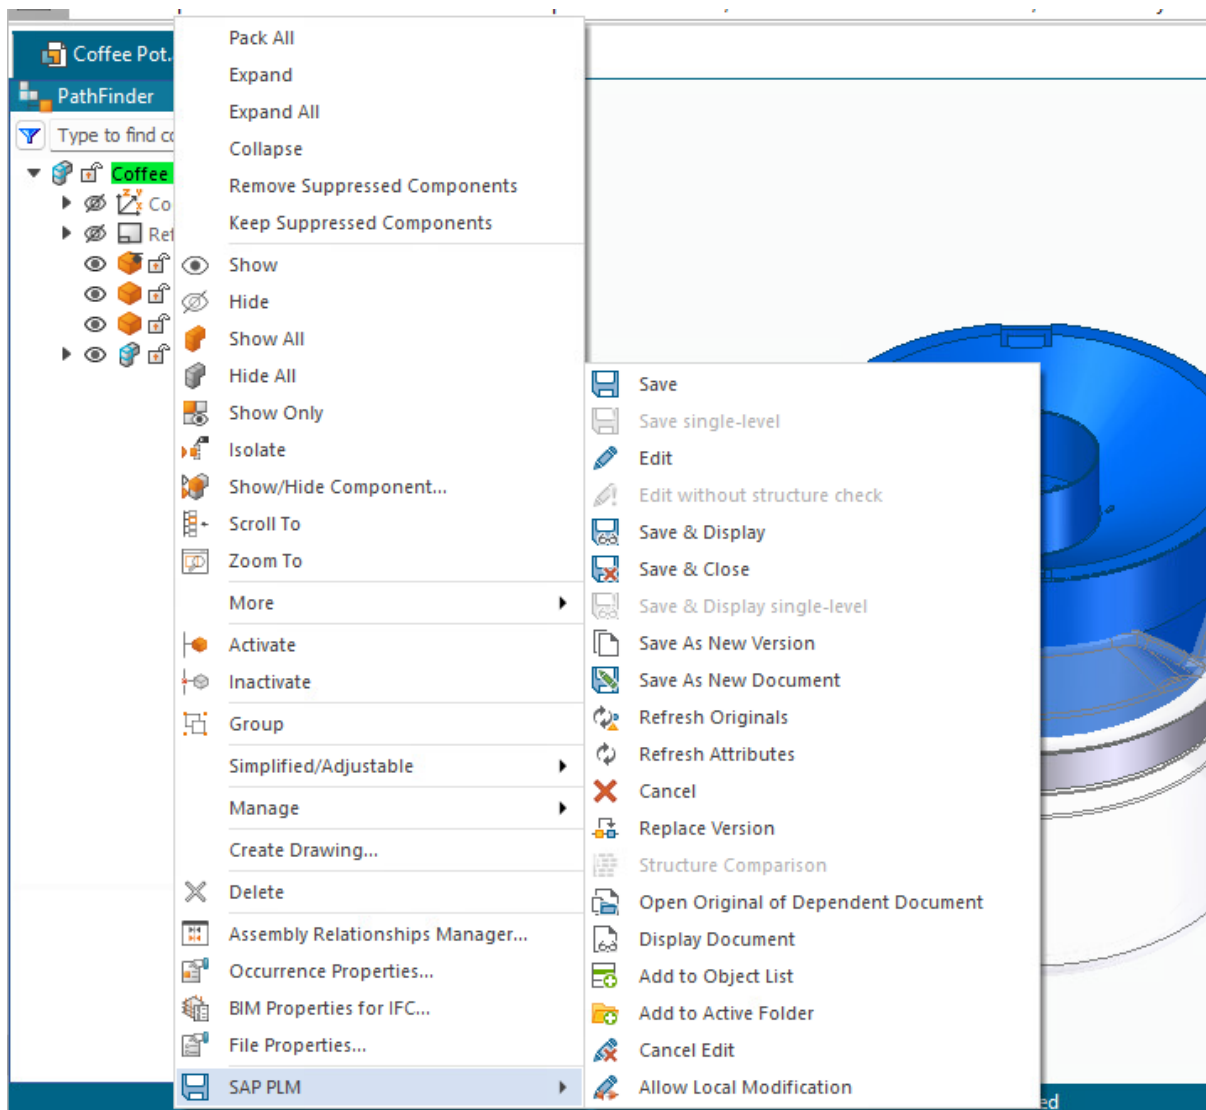 Coffee Pot.
PathFinder
Type to find co
Coffee
Co
Ref
Pack All
Expand
Expand All
Collapse
Remove Suppressed Components
Keep Suppressed Components
Show
Hide
Show All
Hide All
Show Only
Isolate
Show/Hide Component...
Scroll To
Zoom To
More
Activate
Inactivate
Group
Simplified/Adjustable
Manage
Create Drawing...
Delete
Assembly Relationships Manager...
Occurrence Properties...
BIM Properties for IFC...
File Properties...
SAP PLM
Save
Save single-level
Edit
Edit without structure check
Save & Display
Save & Close
Save & Display single-level
Save As New Version
Save As New Document
Refresh Originals
Refresh Attributes
Cancel
Replace Version
Structure Comparison
Open Original of Dependent Document
Display Document
Add to Object List
Add to Active Folder
Cancel Edit
Allow Local Modification
ed